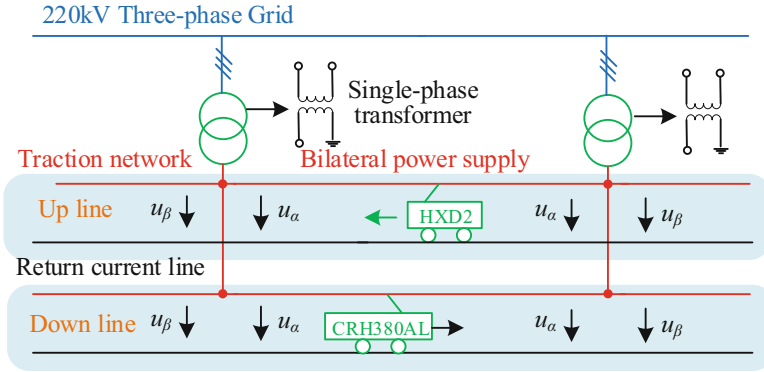 220kV Three-phase Grid
Single-phase
transformer
Traction network
Bilateral power supply
Up line
uβ
uα
HXD2
uα
uβ
Return current line
Down line
uβ
uα
CRH380AL
uα
uβ